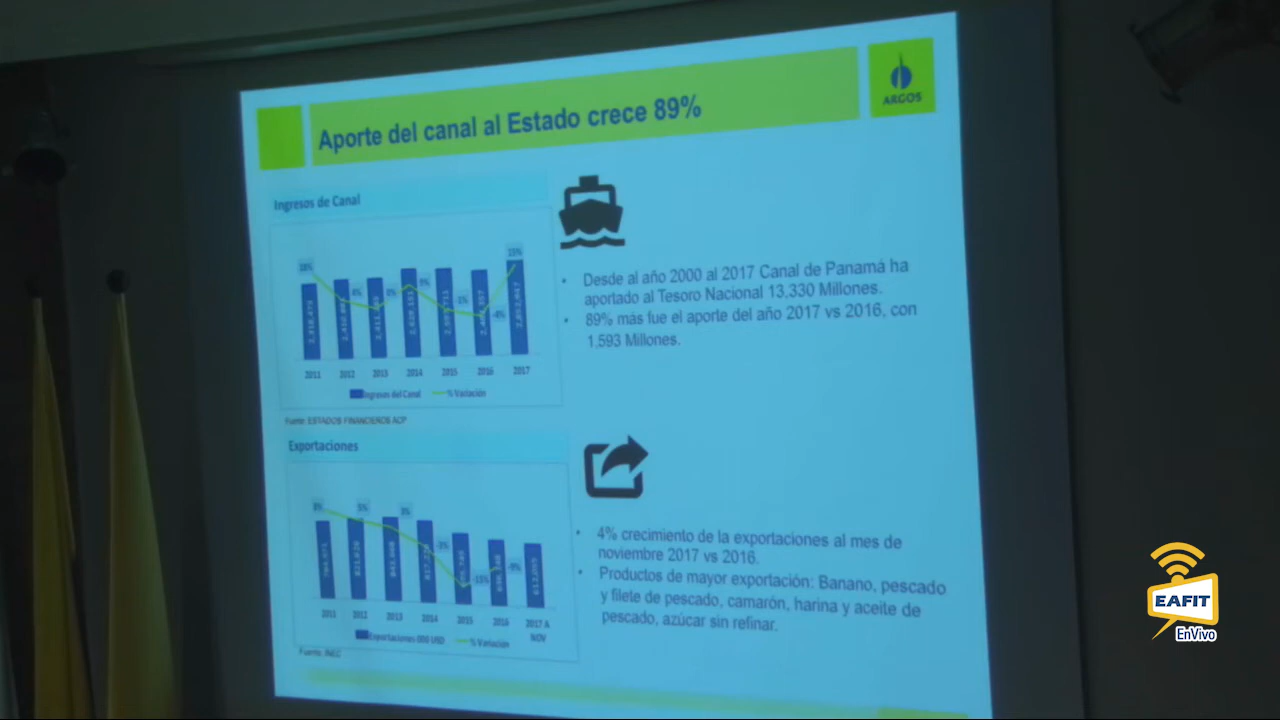 Aporte del canal al Estado crece 89%
ARGOS
Ingresos de Canal
15%
2011 2012 2013 2014 2015 2016 2017
Ingresos del Canal % Variación
Fuente: ESTADOS FINANCIEROS ACP
Desde al año 2000 al 2017 Canal de Panamá ha
aportado al Tesoro Nacional 13,330 Millones.
89% más fue el aporte del año 2017 vs 2016, con
1,593 Millones.
Exportaciones
2011 2012 2013 2014 2015 2016 2017 A
NOV
Exportaciones 000 USD % Variación
Fuente: INEC
4% crecimiento de la exportaciones al mes de
noviembre 2017 vs 2016.
Productos de mayor exportación: Banano, pescado
y filete de pescado, camarón, harina y aceite de
pescado, azúcar sin refinar.
EAFIT
EnVivo